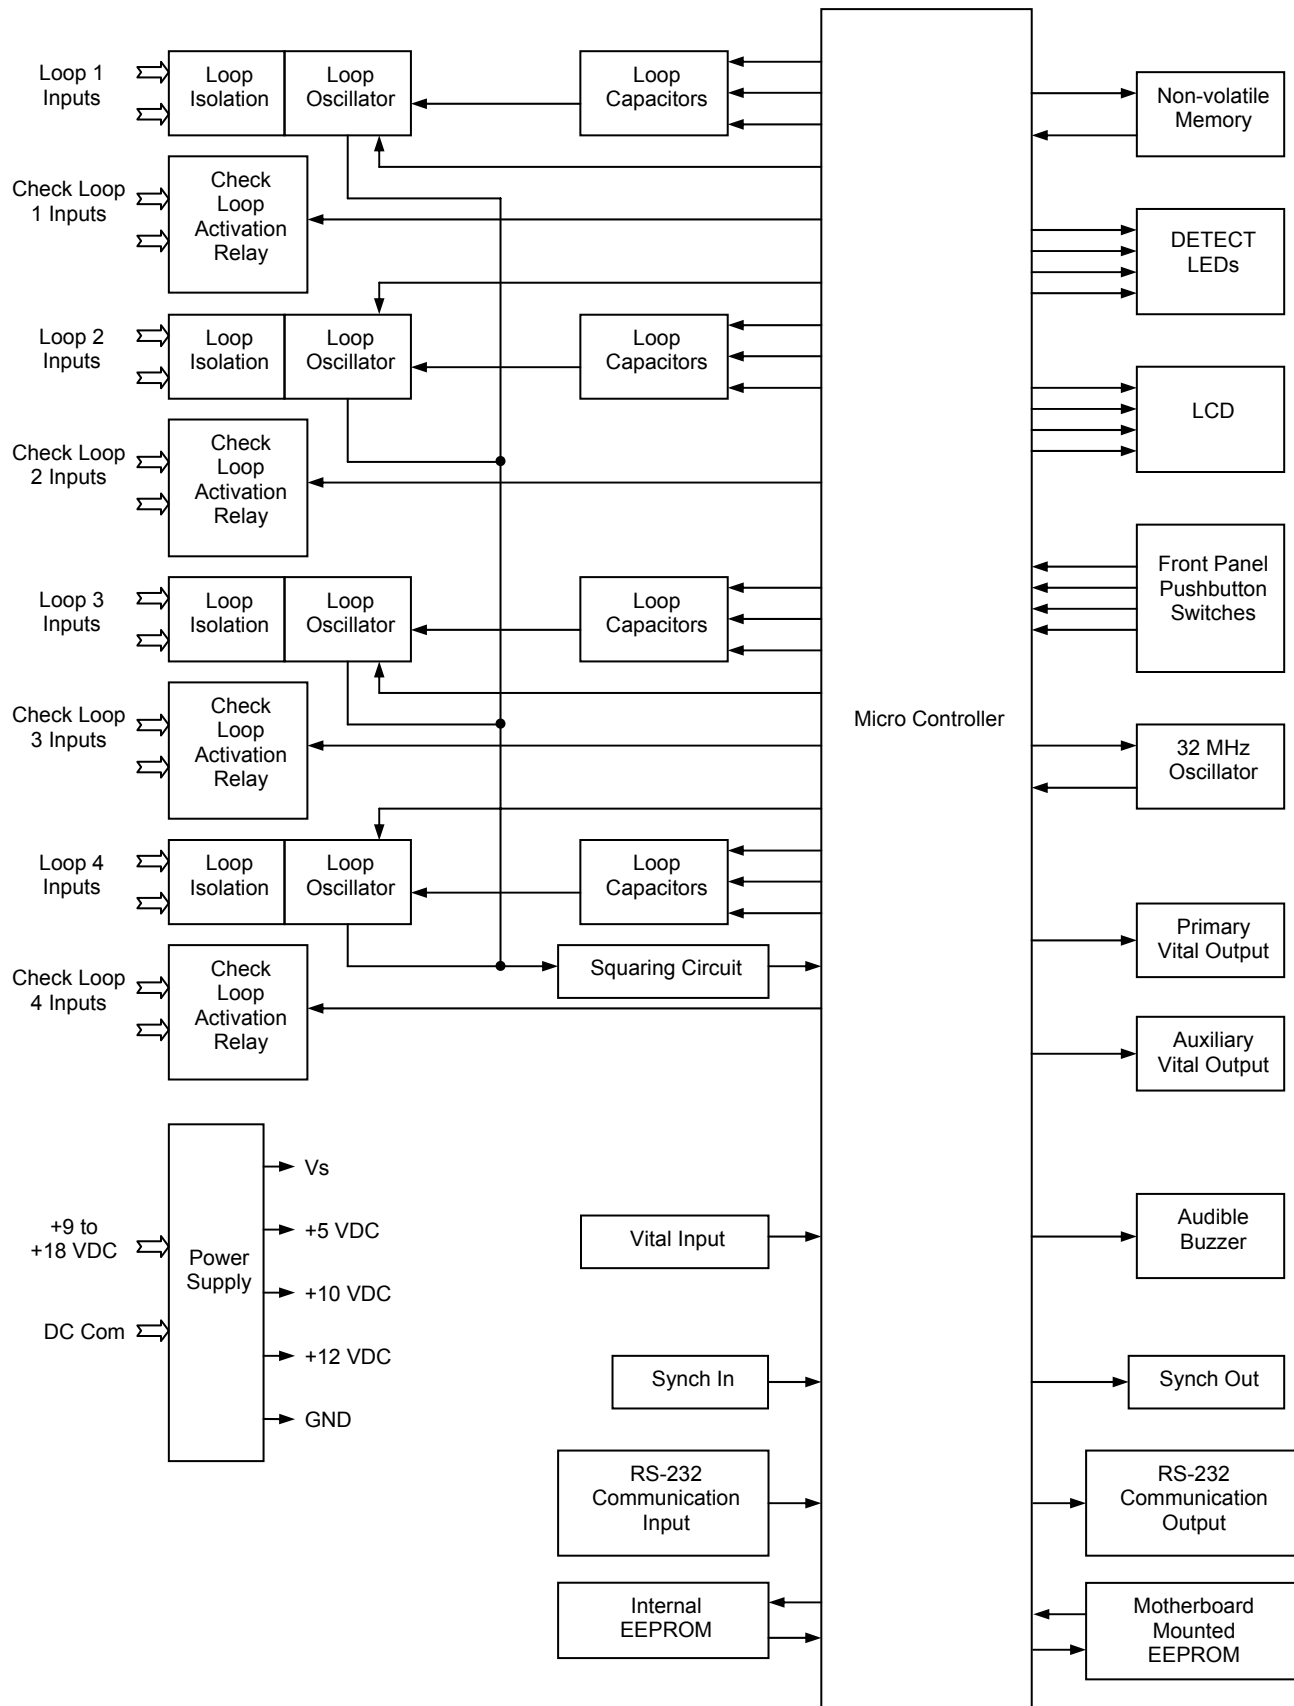 Loop 1
Inputs
Loop
Isolation
Loop
Oscillator
Loop
Capacitors
Non-volatile
Memory
Check Loop
1 Inputs
Check
Loop
Activation
Relay
DETECT
LEDs
Loop 2
Inputs
Loop
Isolation
Loop
Oscillator
Loop
Capacitors
LCD
Check Loop
2 Inputs
Check
Loop
Activation
Relay
Front Panel
Pushbutton
Switches
Loop 3
Inputs
Loop
Isolation
Loop
Oscillator
Loop
Capacitors
Check Loop
3 Inputs
Check
Loop
Activation
Relay
Micro Controller
32 MHz
Oscillator
Loop 4
Inputs
Loop
Isolation
Loop
Oscillator
Loop
Capacitors
Primary
Vital Output
Check Loop
4 Inputs
Check
Loop
Activation
Relay
Squaring Circuit
Auxiliary
Vital Output
+9 to
+18 VDC
DC Com
Power
Supply
Vs
+5 VDC
+10 VDC
+12 VDC
GND
Vital Input
Audible
Buzzer
Synch In
Synch Out
RS-232
Communication
Input
RS-232
Communication
Output
Internal
EEPROM
Motherboard
Mounted
EEPROM